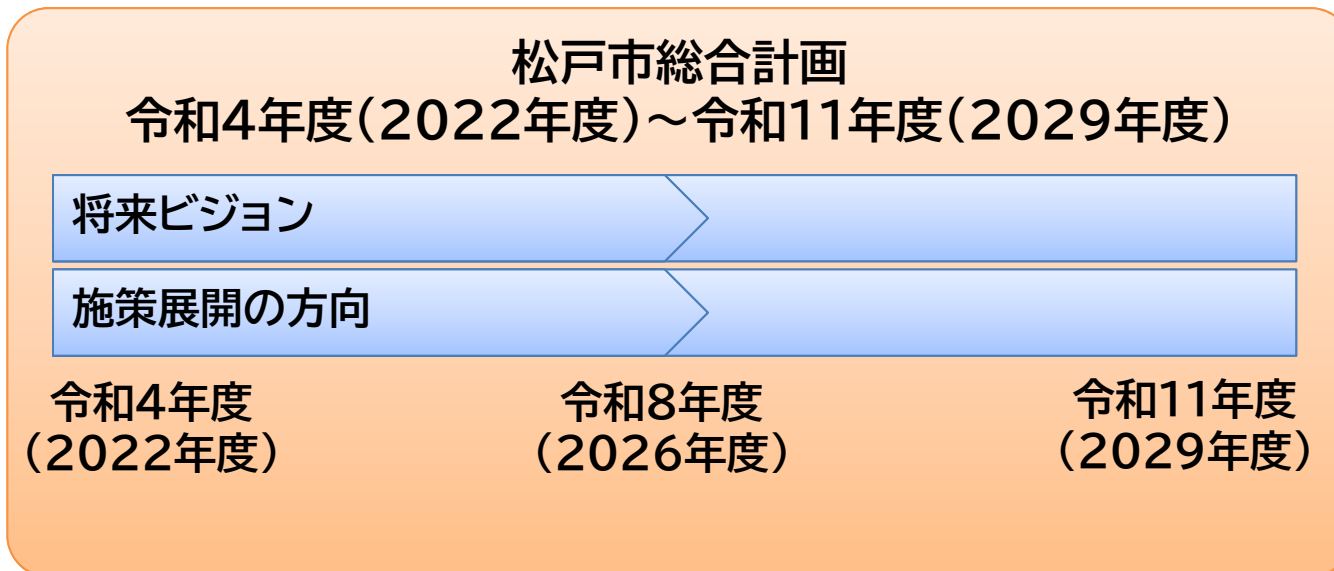 松戸市総合計画
令和4年度(2022年度)～令和11年度(2029年度)
将来ビジョン
施策展開の方向
令和4年度
(2022年度)
令和8年度
(2026年度)
令和11年度
(2029年度)